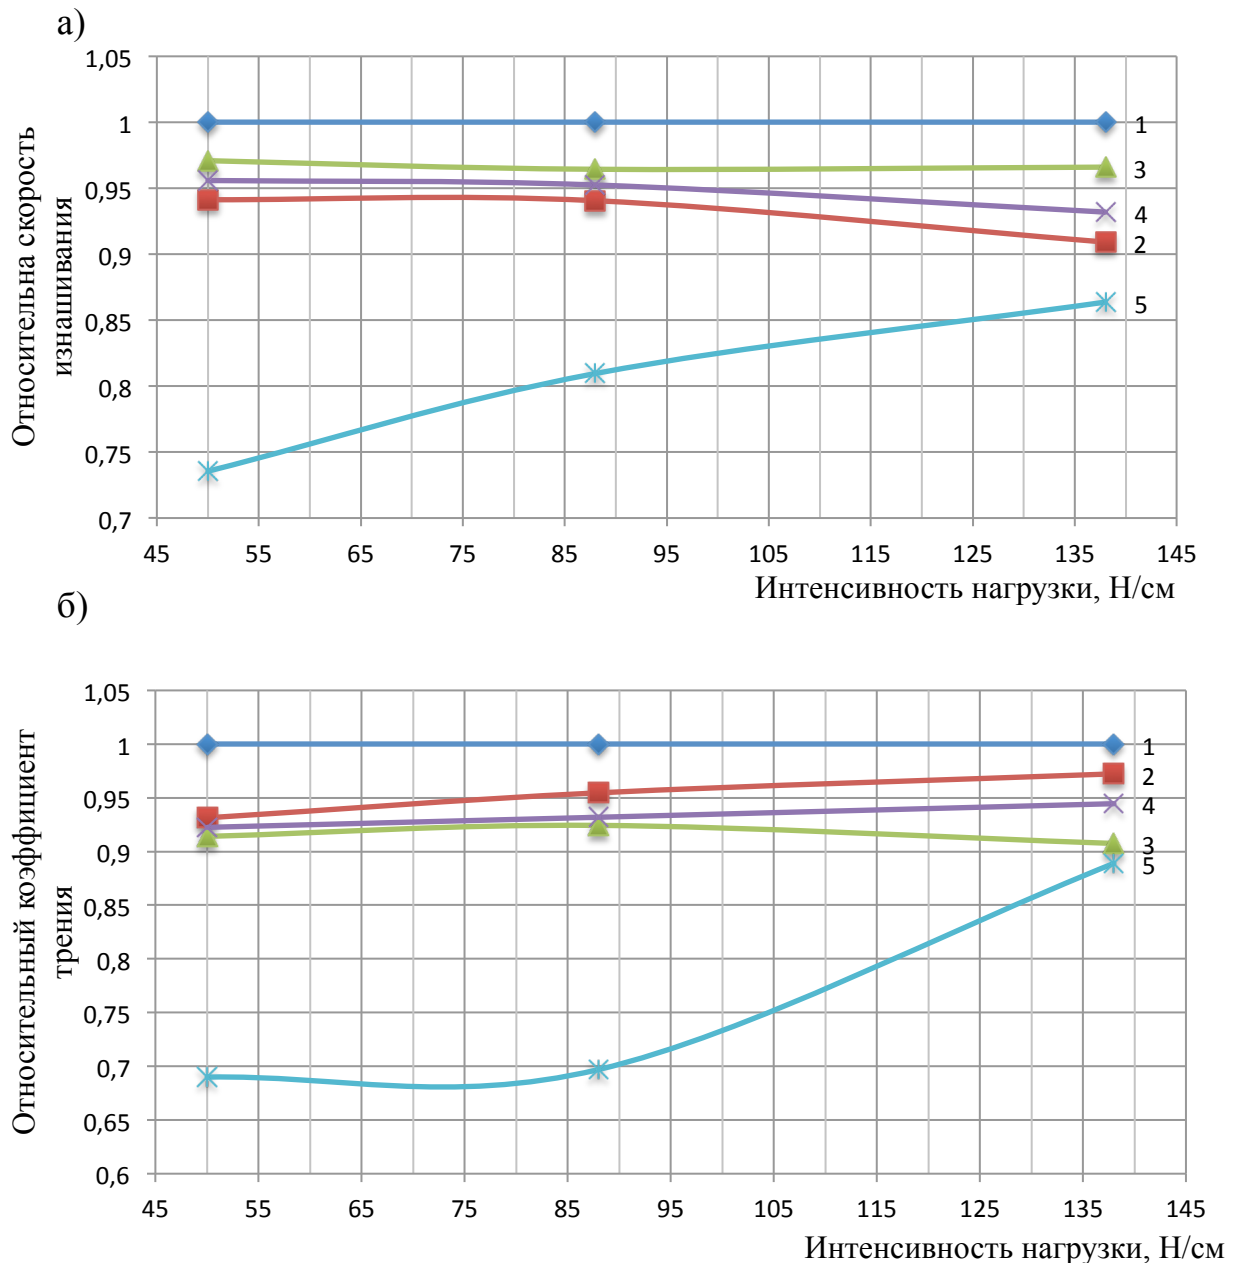 а)
1,05
1
0,95
0,9
0,85
0,8
0,75
0,7
Относительна скорость
изнашивания
1
3
4
2
5
45 55 65 75 85 95 105 115 125 135 145
Интенсивность нагрузки, Н/см
б)
1,05
1
0,95
0,9
0,85
0,8
0,75
0,7
0,65
0,6
Относительный коэффициент
трения
1
2
4
3
5
45 55 65 75 85 95 105 115 125 135 145
Интенсивность нагрузки, Н/см